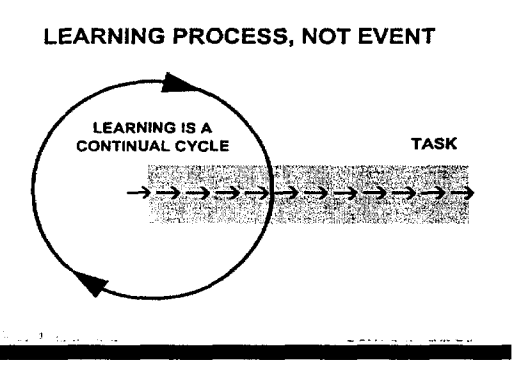 LEARNING PROCESS, NOT EVENT
LEARNING IS A
CONTINUAL CYCLE
TASK